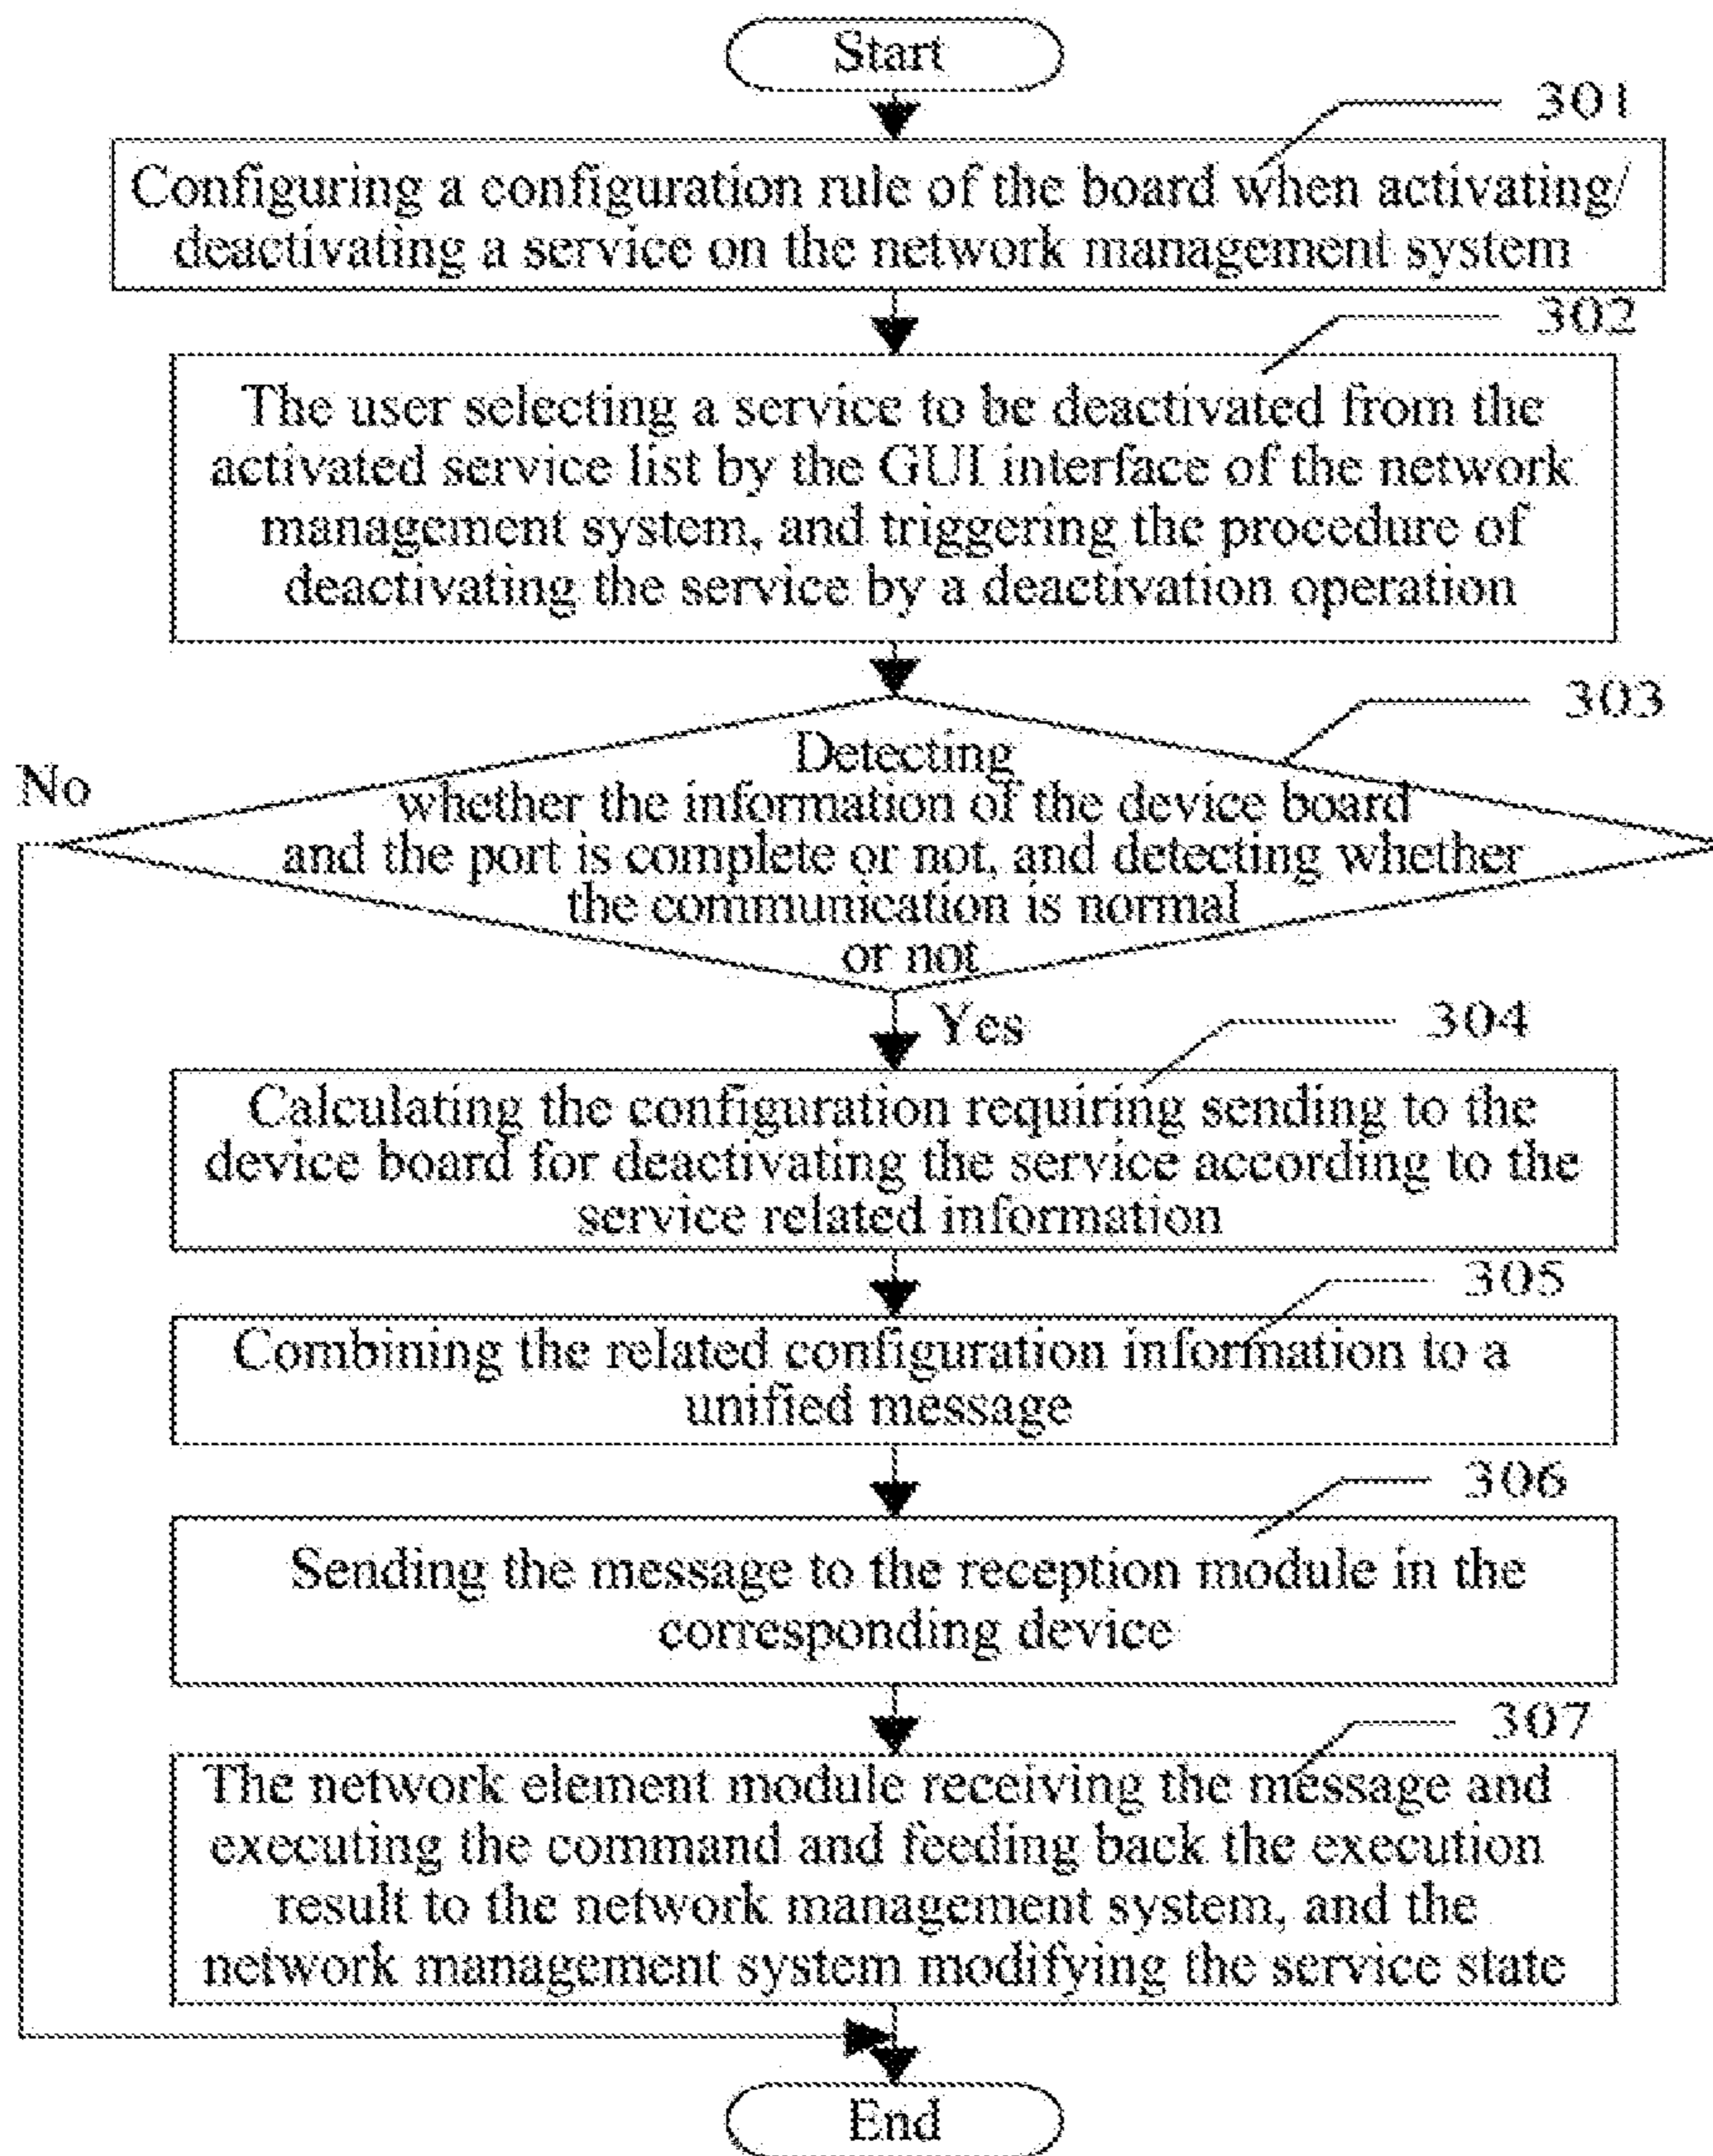 Start
301
Configuring a configuration rule of the board when activating/
deactivating a service on the network management system
302
The user selecting a service to be deactivated from the
activated service list by the GUI interface of the network
management system, and triggering the procedure of
deactivating the service by a deactivation operation
303
No
Detecting
whether the information of the device board
and the port is complete or not, and detecting whether
the communication is normal
or not
Yes
304
Calculating the configuration requiring sending to the
device board for deactivating the service according to the
service related information
305
Combining the related configuration information to a
unified message
306
Sending the message to the reception module in the
corresponding device
307
The network element module receiving the message and
executing the command and feeding back the execution
result to the network management system, and the
network management system modifying the service state
End